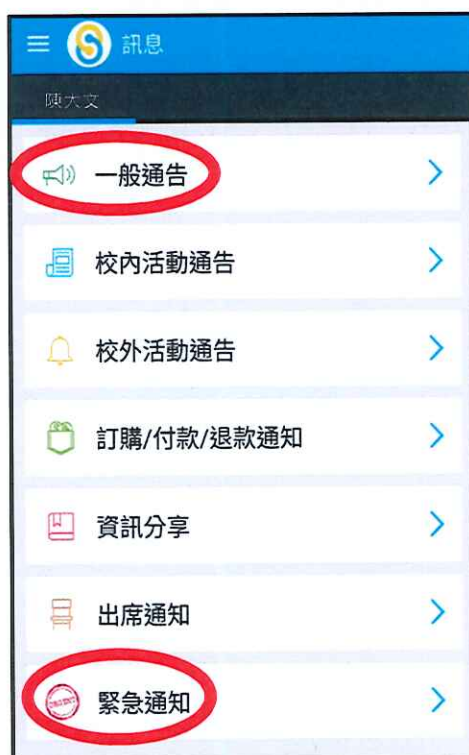 訊息
陳大文
一般通告
校內活動通告
校外活動通告
訂購/付款/退款通知
資訊分享
出席通知
緊急通知